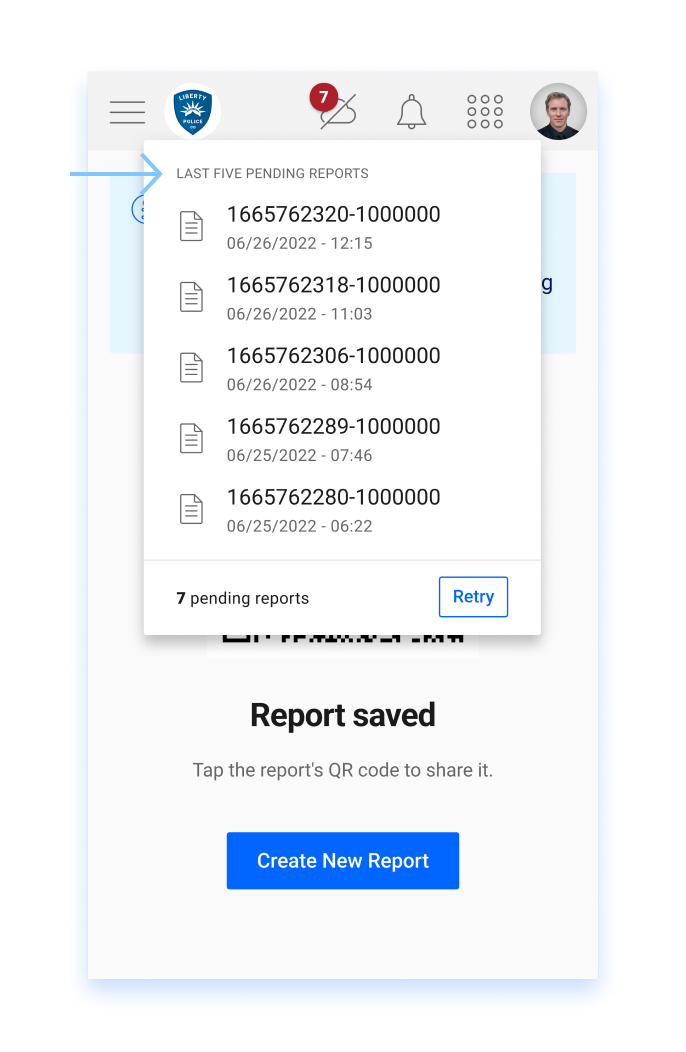 LIBERTY
POLICE
CO
7
LAST FIVE PENDING REPORTS
1665762320-1000000
06/26/2022 - 12:15
1665762318-1000000
06/26/2022 - 11:03
1665762306-1000000
06/26/2022 - 08:54
1665762289-1000000
06/25/2022 - 07:46
1665762280-1000000
06/25/2022 - 06:22
7 pending reports
Retry
g
Report saved
Tap the report's QR code to share it.
Create New Report